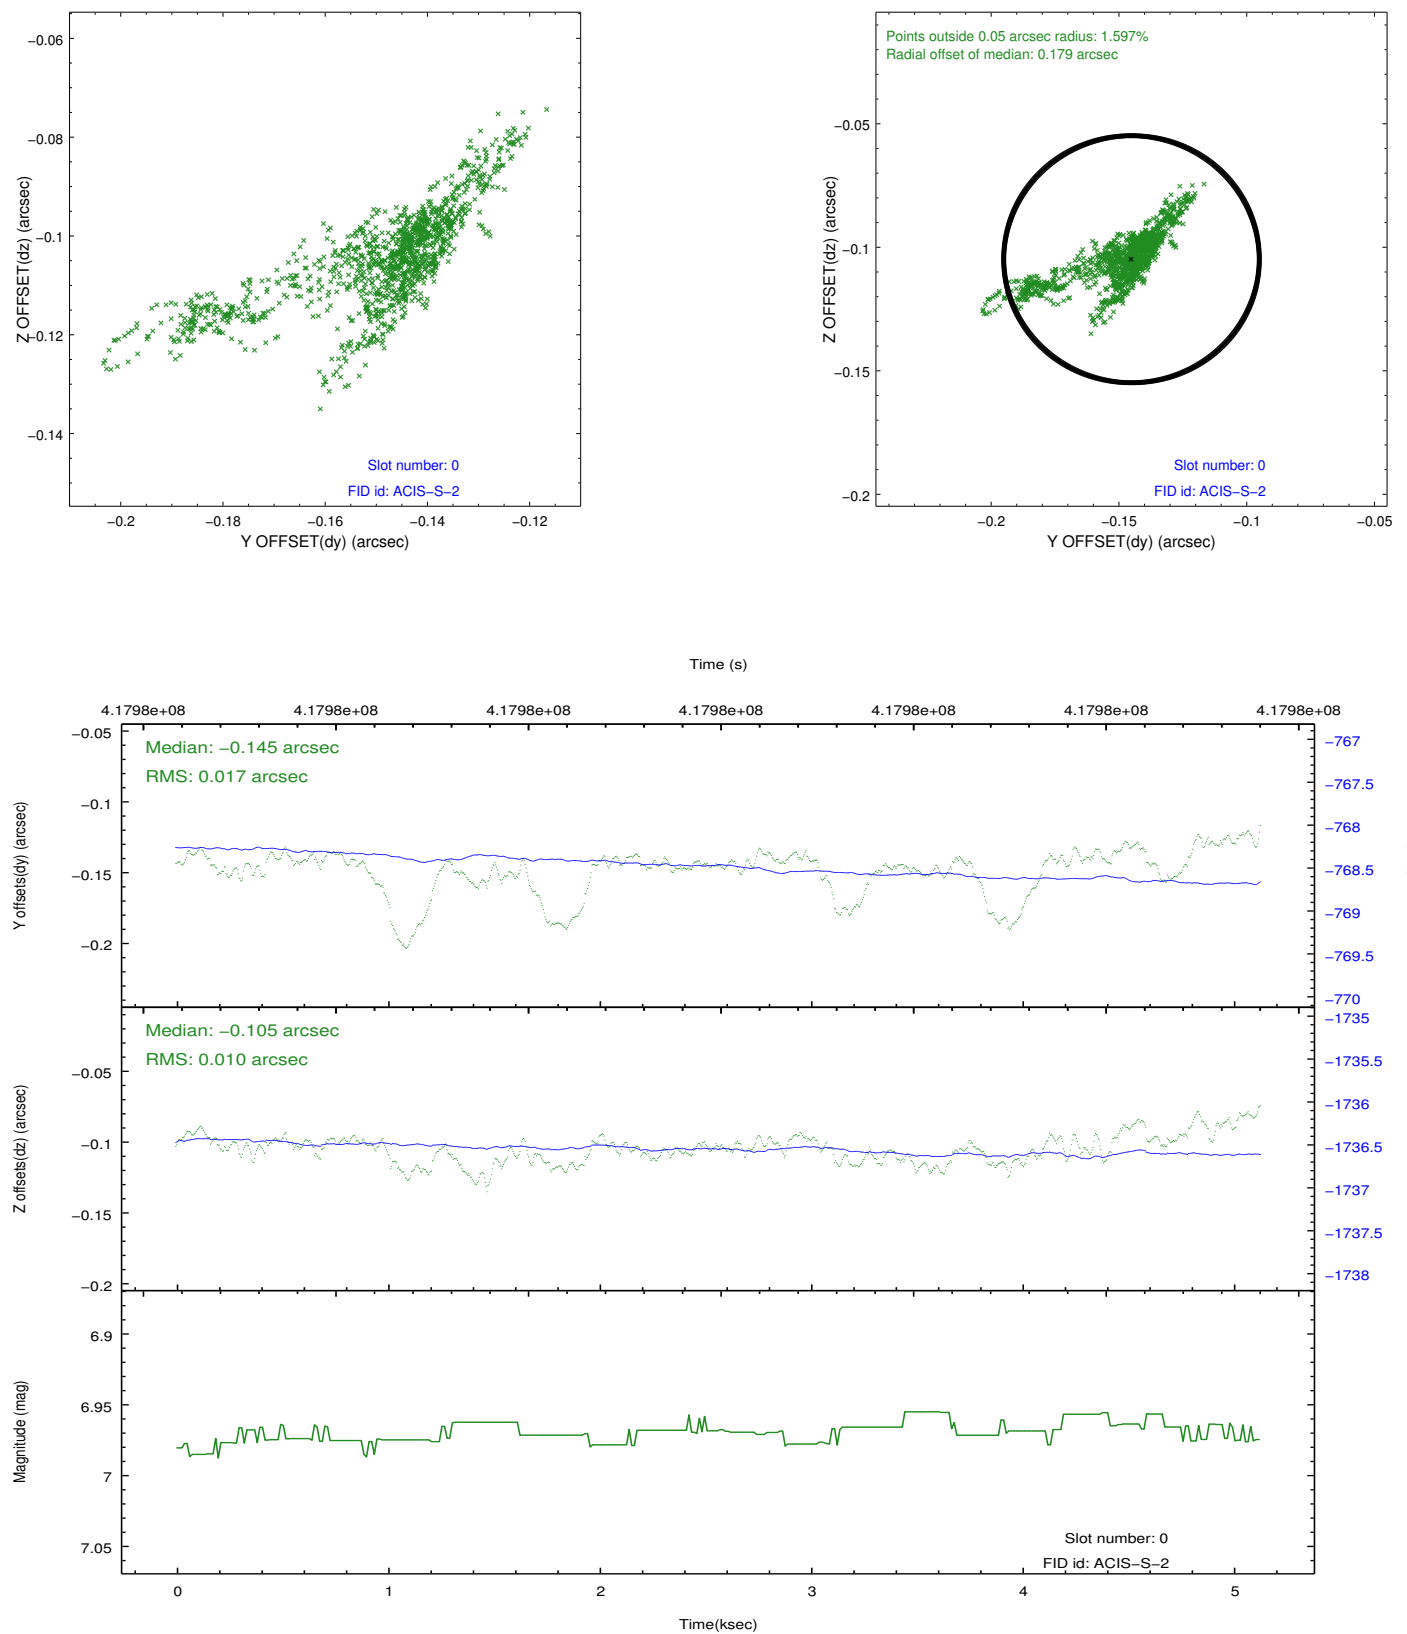 −0.06
−0.08
−0.1
−0.12
−0.14
Z OFFSET(dz) (arcsec)
Slot number: 0
FID id: ACIS−S−2
−0.2
−0.18
−0.16
−0.14
−0.12
Y OFFSET(dy) (arcsec)
Points outside 0.05 arcsec radius: 1.597%
Radial offset of median: 0.179 arcsec
−0.05
−0.1
−0.15
−0.2
Z OFFSET(dz) (arcsec)
Slot number: 0
FID id: ACIS−S−2
−0.2
−0.15
−0.1
−0.05
Y OFFSET(dy) (arcsec)
Time (s)
4.1798e+08 4.1798e+08 4.1798e+08 4.1798e+08 4.1798e+08 4.1798e+08 4.1798e+08
Median: −0.145 arcsec
RMS: 0.017 arcsec
−0.05
−0.1
−0.15
−0.2
Y offsets(dy) (arcsec)
−767
−767.5
−768
−768.5
−769
−769.5
−770
Median: −0.105 arcsec
RMS: 0.010 arcsec
−0.05
−0.1
−0.15
−0.2
Z offsets(dz) (arcsec)
−1735
−1735.5
−1736
−1736.5
−1737
−1737.5
−1738
6.9
6.95
7
7.05
Magnitude (mag)
Slot number: 0
FID id: ACIS−S−2
0 1 2 3 4 5
Time(ksec)